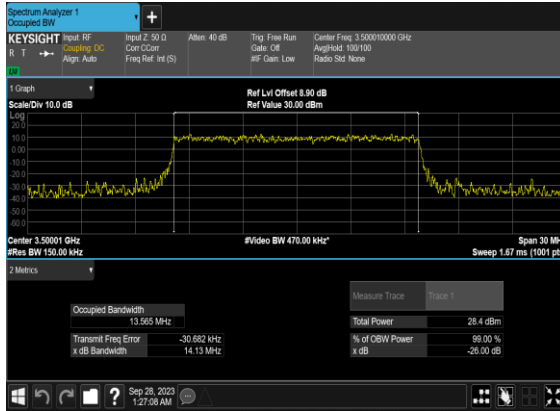 Spectrum Analyzer 1
Occupied BW
+
KEYSIGHT Input: RF Input Z: 50 Ω Atten: 40 dB Trig: Free Run Center Freq: 3.500010000 GHz
R T Coupling: DC Corr CCorr Gate: Off Avg|Hold: 100/100
Align: Auto Freq Ref: Int (S) #IF Gain: Low Radio Std: None
LU
1 Graph Ref Lvl Offset 8.90 dB
Scale/Div 10.0 dB Ref Value 30.00 dBm
Log
20.0
10.0
0.00
-10.0
-20.0
-30.0
-40.0
-50.0
-60.0
Center 3.50001 GHz #Video BW 470.00 kHz* Span 30 MH
#Res BW 150.00 kHz Sweep 1.67 ms (1001 pt
2 Metrics
Measure Trace Trace 1
Occupied Bandwidth
13.565 MHz Total Power 28.4 dBm
Transmit Freq Error -30.682 kHz % of OBW Power 99.00 %
x dB Bandwidth 14.13 MHz x dB -26.00 dB
? Sep 28, 2023
1:27:08 AM